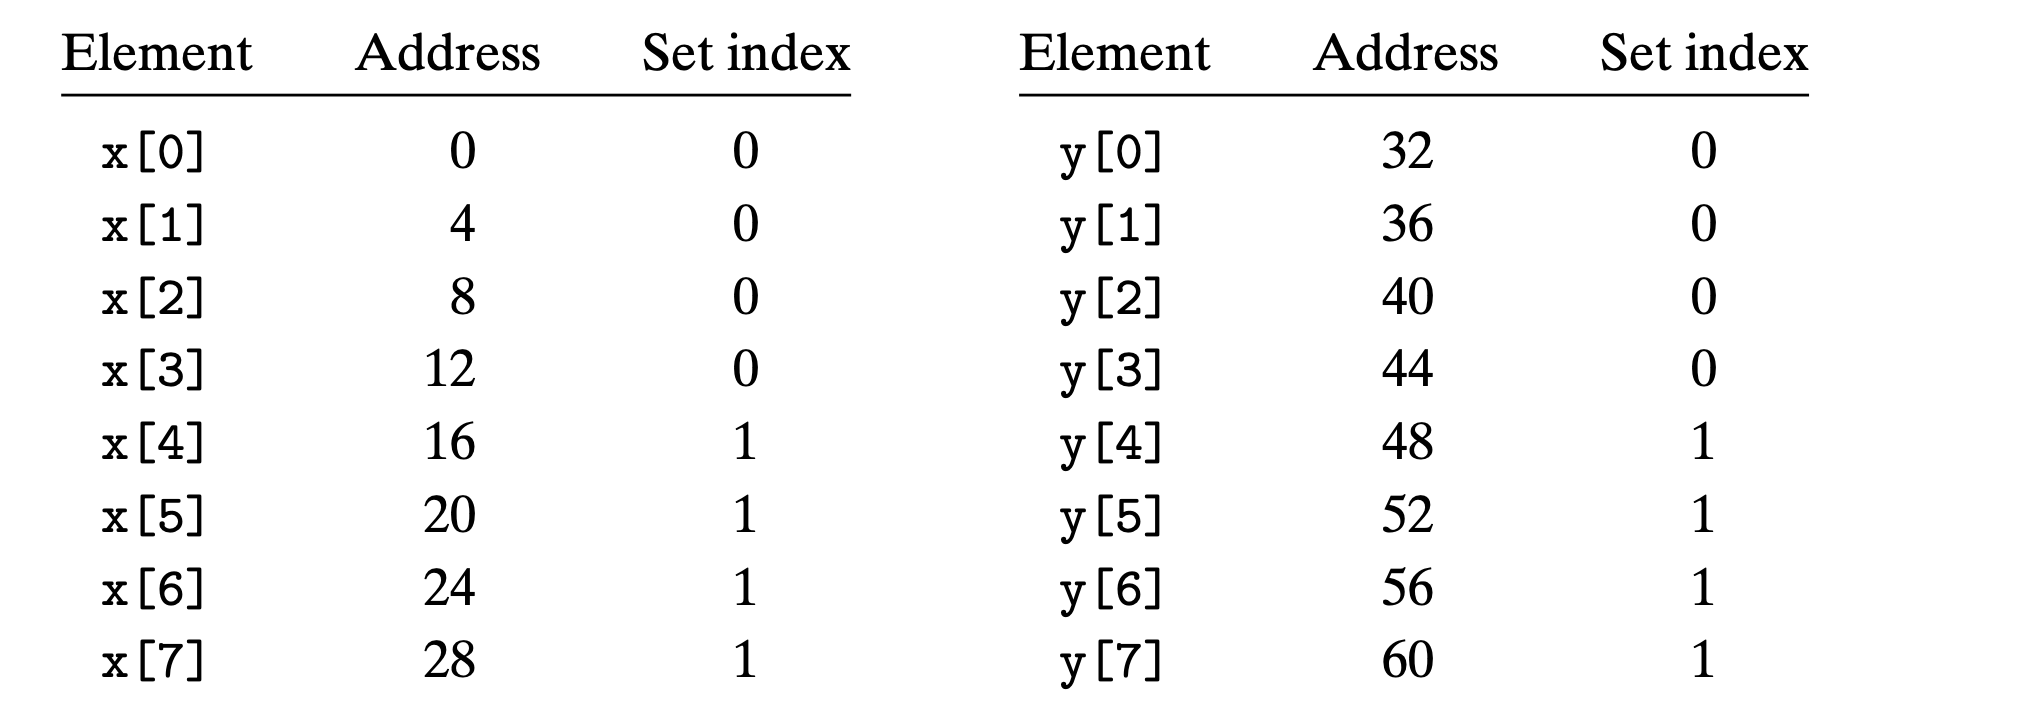 Element Address Set index Element Address Set index
x[0] 0 0 y[0] 32 0
x[1] 4 0 y[1] 36 0
x[2] 8 0 y[2] 40 0
x[3] 12 0 y[3] 44 0
x[4] 16 1 y[4] 48 1
x[5] 20 1 y[5] 52 1
x[6] 24 1 y[6] 56 1
x[7] 28 1 y[7] 60 1